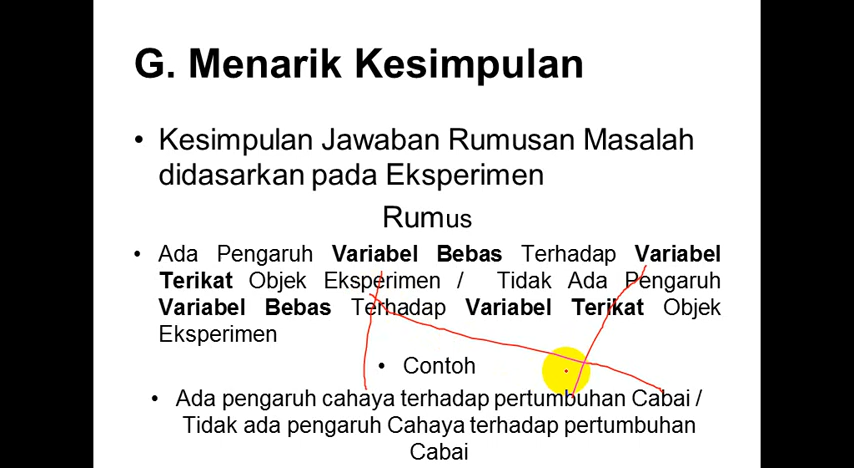 G. Menarik Kesimpulan
• Kesimpulan Jawaban Rumusan Masalah
didasarkan pada Eksperimen
Rumus
• Ada Pengaruh Variabel Bebas Terhadap Variabel
Terikat Objek Eksperimen / Tidak Ada Pengaruh
Variabel Bebas Terhadap Variabel Terikat Objek
Eksperimen
• Contoh
• Ada pengaruh cahaya terhadap pertumbuhan Cabai /
Tidak ada pengaruh Cahaya terhadap pertumbuhan
Cabai